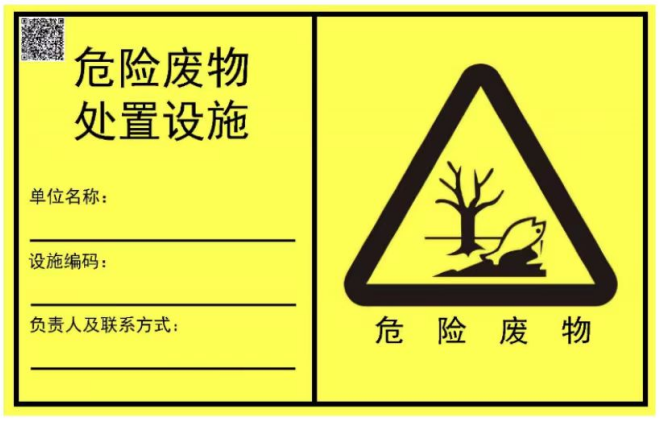 危险废物
处置设施
单位名称：
设施编码：
负责人及联系方式：
危险废物